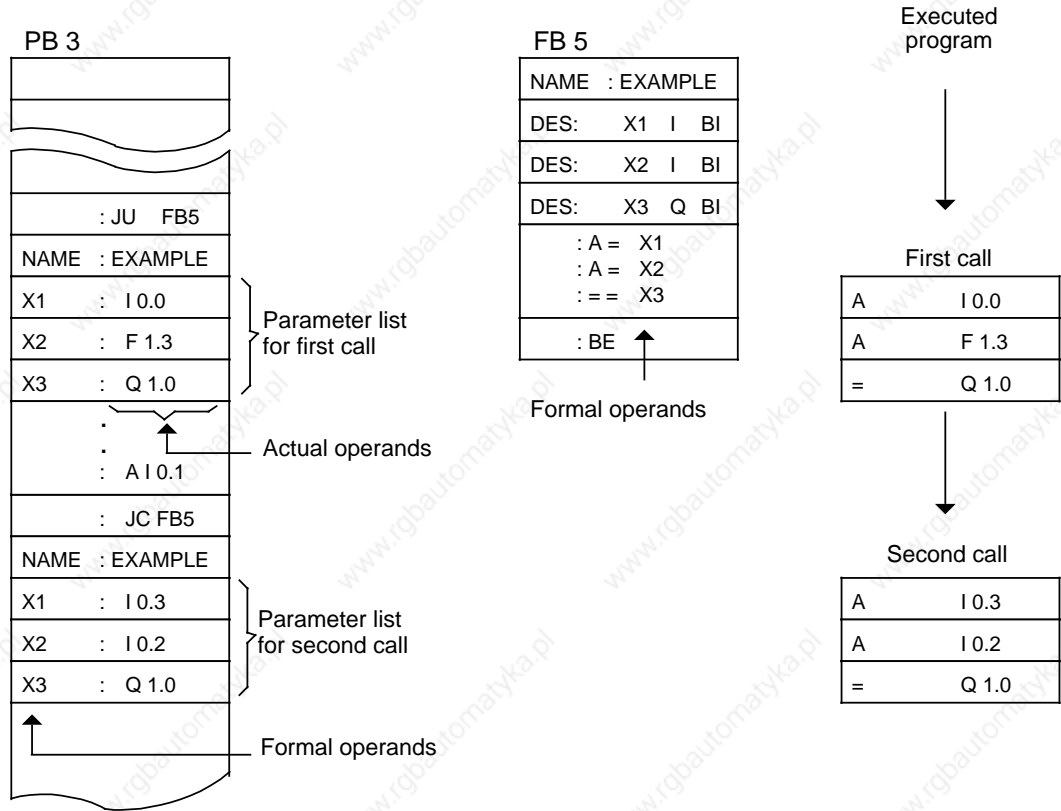 PB 3
: JU FB5
NAME : EXAMPLE
X1 : I 0.0
X2 : F 1.3
X3 : Q 1.0
Parameter list
for first call
.
.
Actual operands
: A I 0.1
: JC FB5
NAME : EXAMPLE
X1 : I 0.3
X2 : I 0.2
X3 : Q 1.0
Parameter list
for second call
Formal operands
FB 5
NAME : EXAMPLE
DES: X1 I BI
DES: X2 I BI
DES: X3 Q BI
: A = X1
: A = X2
: = = X3
: BE
Formal operands
Executed
program
First call
A I 0.0
A F 1.3
= Q 1.0
Second call
A I 0.3
A I 0.2
= Q 1.0
www.rgbautomatyka.pl